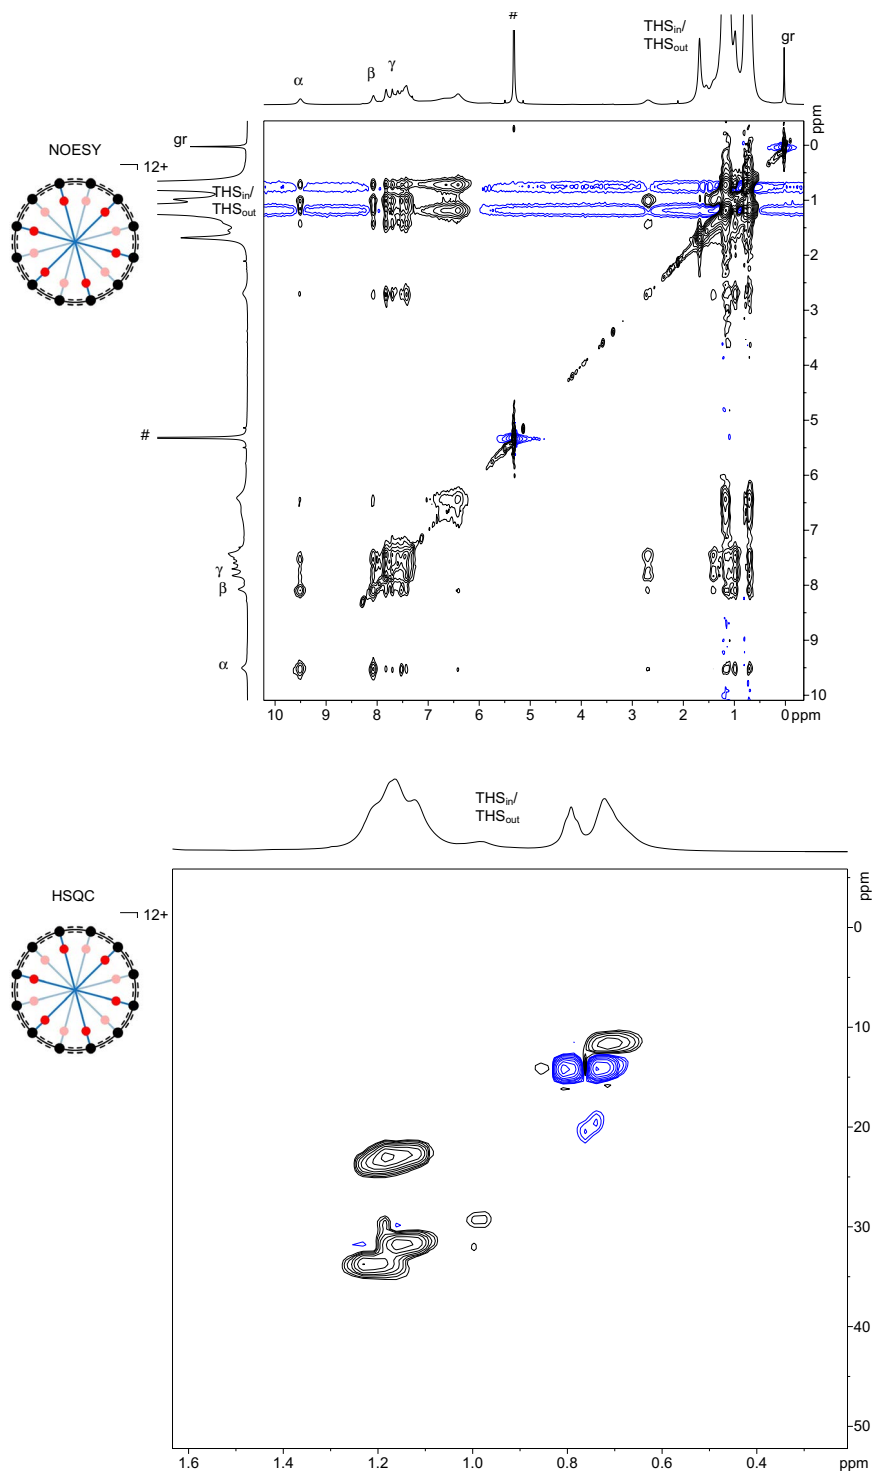 #
THSin/
THSout
gr
α
β
γ
ppm
gr
NOESY
12+
THSin/
THSout
#
γ
β
α
0
1
2
3
4
5
6
7
8
9
10
10 9 8 7 6 5 4 3 2 1 0 ppm
THSin/
THSout
HSQC
12+
ppm
0
10
20
30
40
50
1.6 1.4 1.2 1.0 0.8 0.6 0.4 ppm